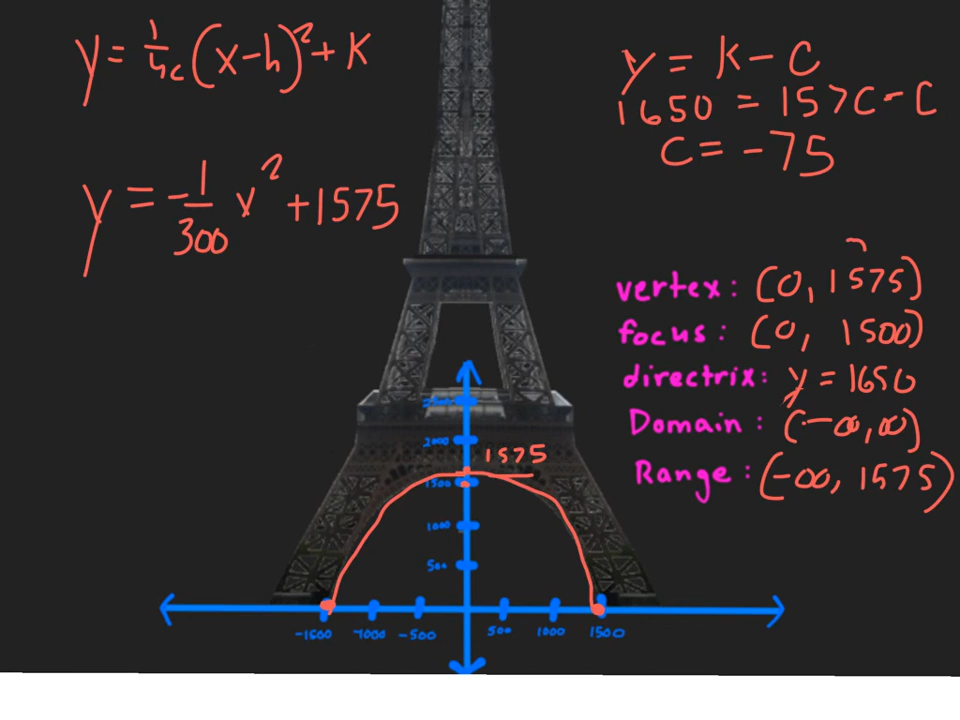 y = 1/4c (x-h)² + K
y = -1/300 x² + 1575
y = K - C
1650 = 1575 - C
C = -75
vertex: (0, 1575)
focus: (0, 1500)
directrix: y = 1650
Domain: (-∞, ∞)
Range: (-∞, 1575)
1575
2000
1500
1000
500
-1500 -1000 -500 500 1000 1500